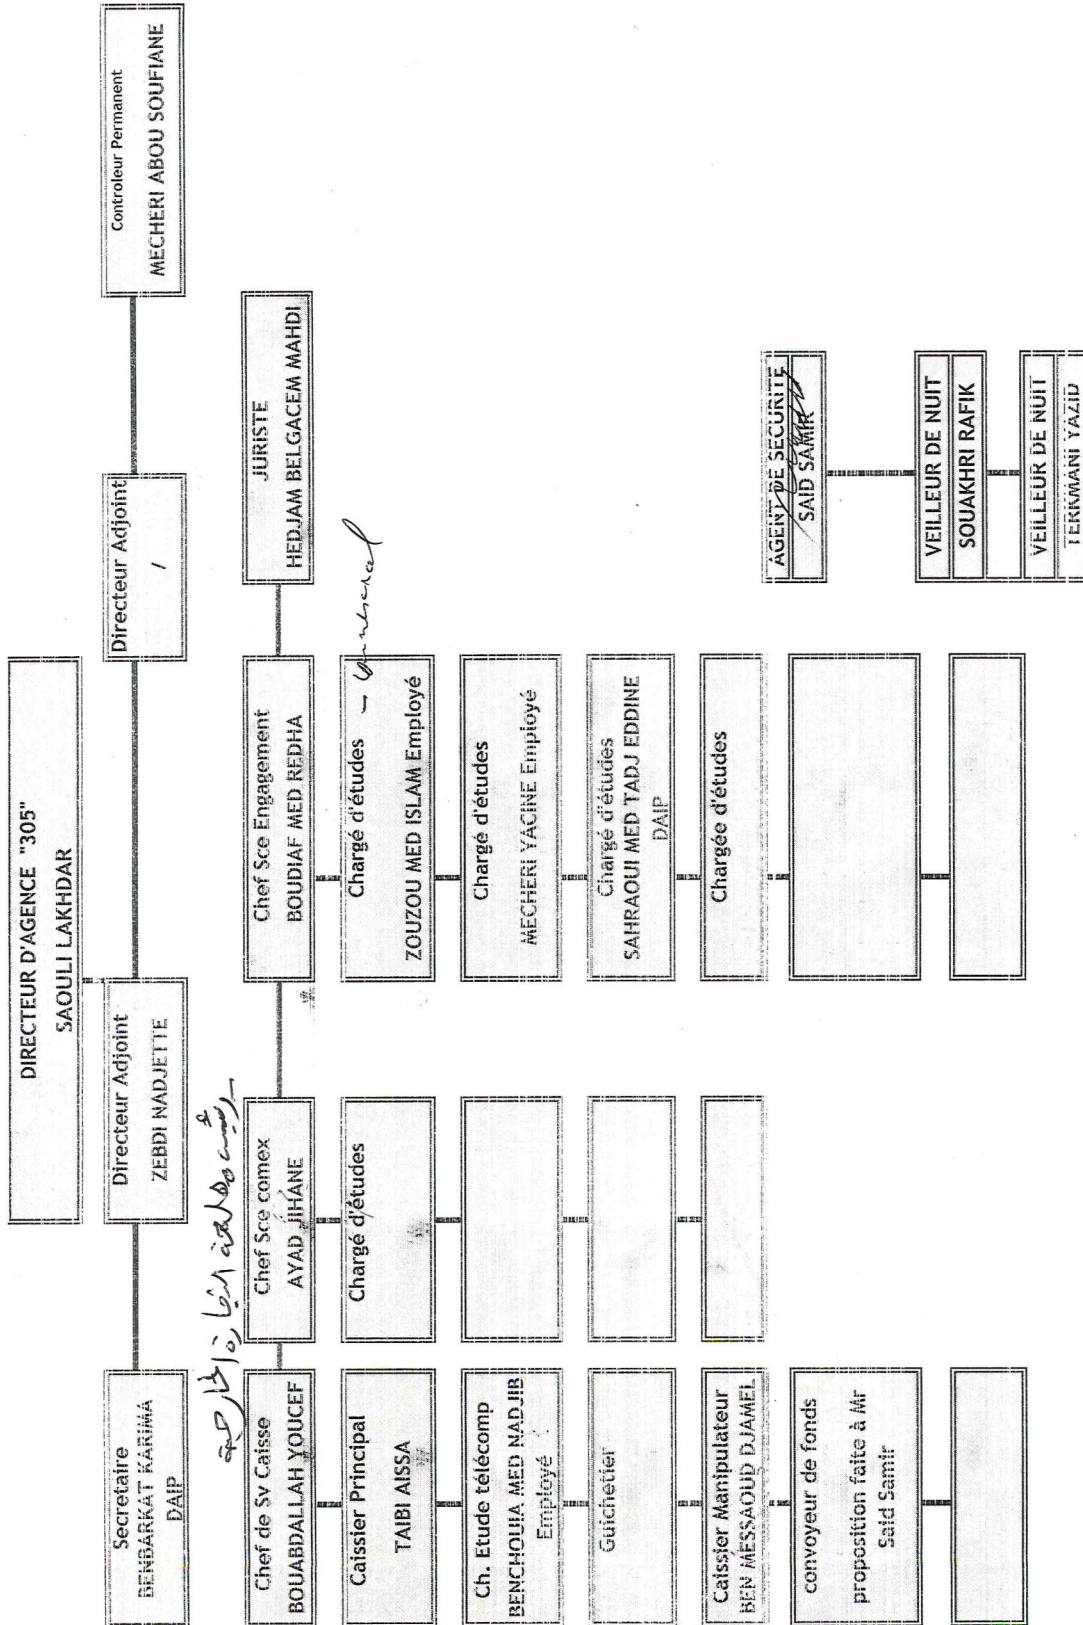 DIRECTEUR D'AGENCE "305"
SAOULI LAKHDAR
Secretaire
BENBARKAT KARIMA
DAIP
Directeur Adjoint
ZEBDI NADJETTE
Directeur Adjoint
/
Controleur Permanent
MECHERI ABOU SOUFIANE
رئيس مصلحة التجارة الخارجية
Chef de Sv Caisse
BOUABDALLAH YOUCEF
Chef Sce comex
AYAD JIHANE
Chef Sce Engagement
BOUDIAF MED REDHA
JURISTE
HEDJAM BELGACEM MAHDI
Caissier Principal
TAIBI AISSA
Chargé d'études
Chargé d'études —
ZOUZOU MED ISLAM Employé
Ch. Etude télécomp
BENCHOUIA MED NADJIB
Employé
Chargé d'études
MECHERI YACINE Employé
Guichetier
Chargé d'études
SAHRAOUI MED TADJ EDDINE
DAIP
Caissier Manipulateur
BEN MESSAOUD DJAMEL
Chargée d'études
AGENT DE SECURITE
SAID SAMIR
convoyeur de fonds
proposition faite à Mr
Said Samir
VEILLEUR DE NUIT
SOUAKHRI RAFIK
VEILLEUR DE NUIT
TERKMANI YAZID